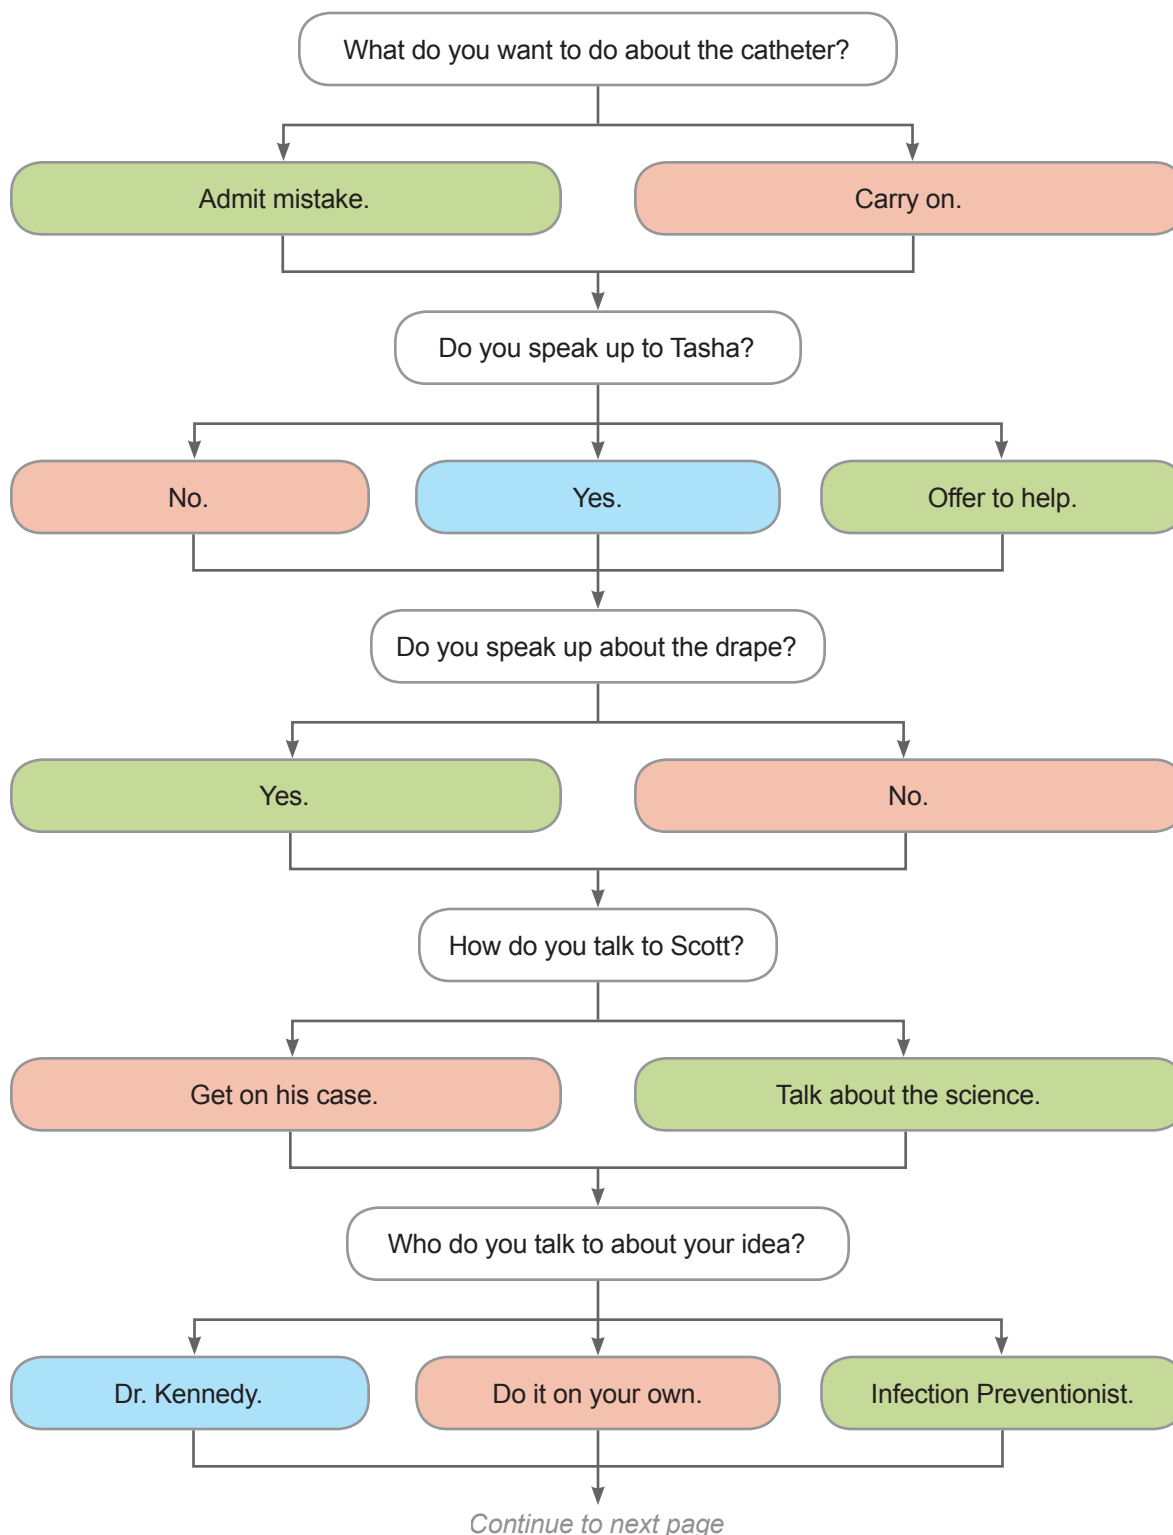 What do you want to do about the catheter?
Admit mistake.
Carry on.
Do you speak up to Tasha?
No.
Yes.
Offer to help.
Do you speak up about the drape?
Yes.
No.
How do you talk to Scott?
Get on his case.
Talk about the science.
Who do you talk to about your idea?
Dr. Kennedy.
Do it on your own.
Infection Preventionist.
Continue to next page